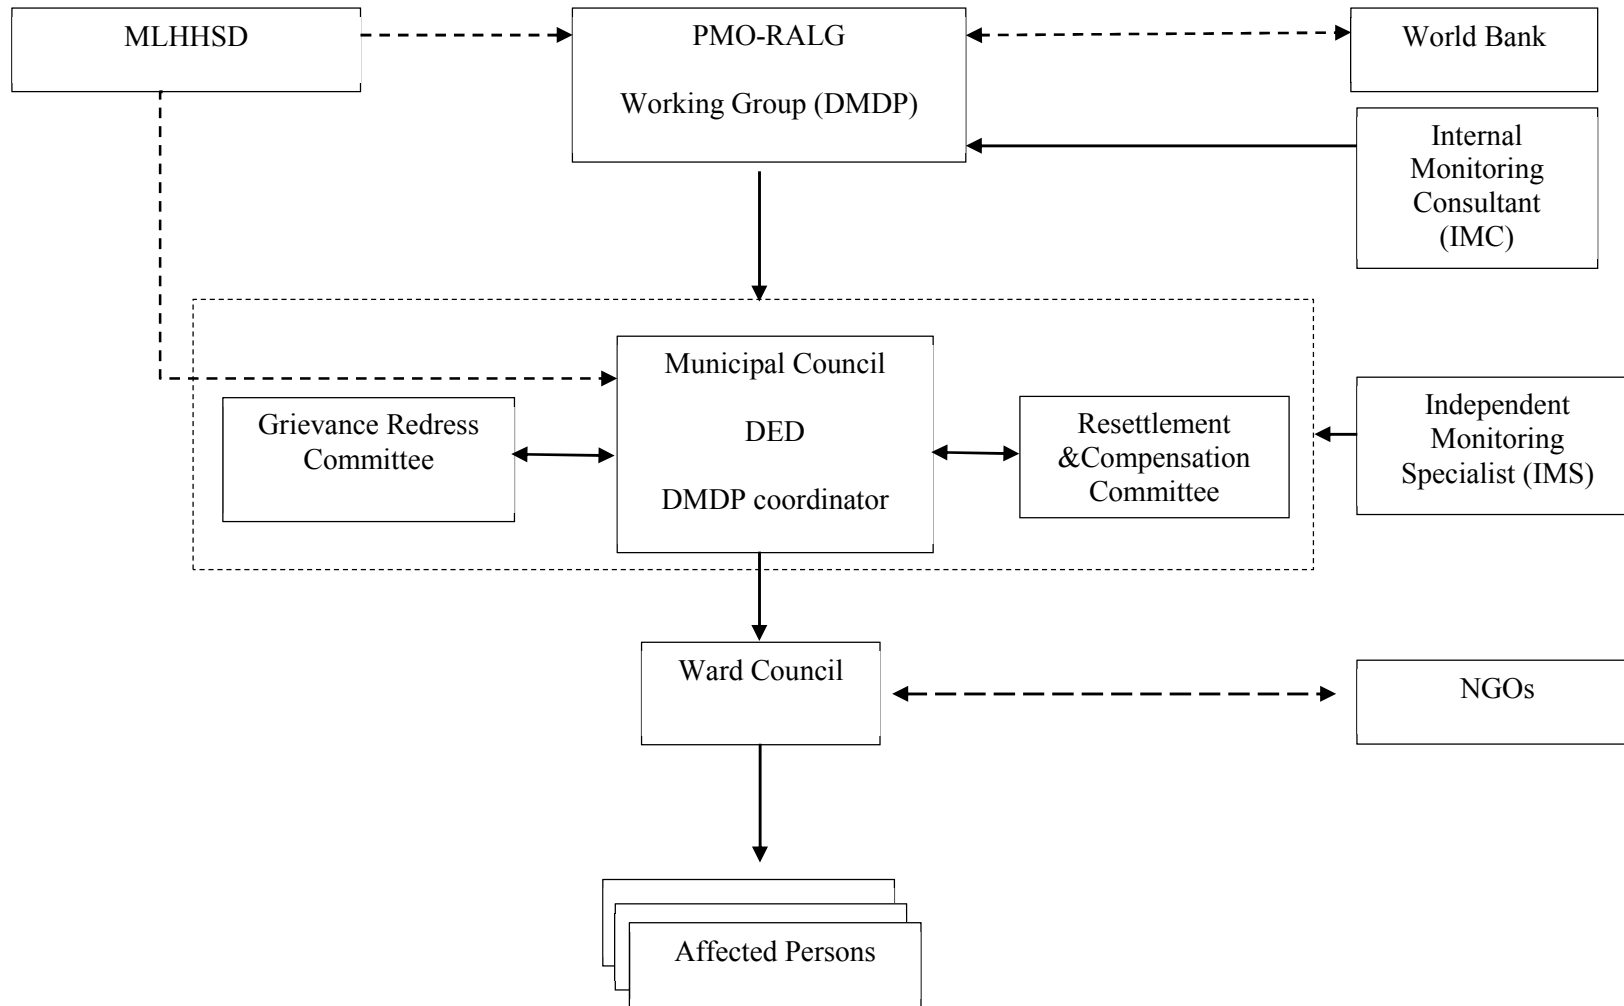 MLHHSD
PMO-RALG
Working Group (DMDP)
World Bank
Internal
Monitoring
Consultant
(IMC)
Municipal Council
DED
DMDP coordinator
Grievance Redress
Committee
Resettlement
&Compensation
Committee
Independent
Monitoring
Specialist (IMS)
Ward Council
NGOs
Affected Persons